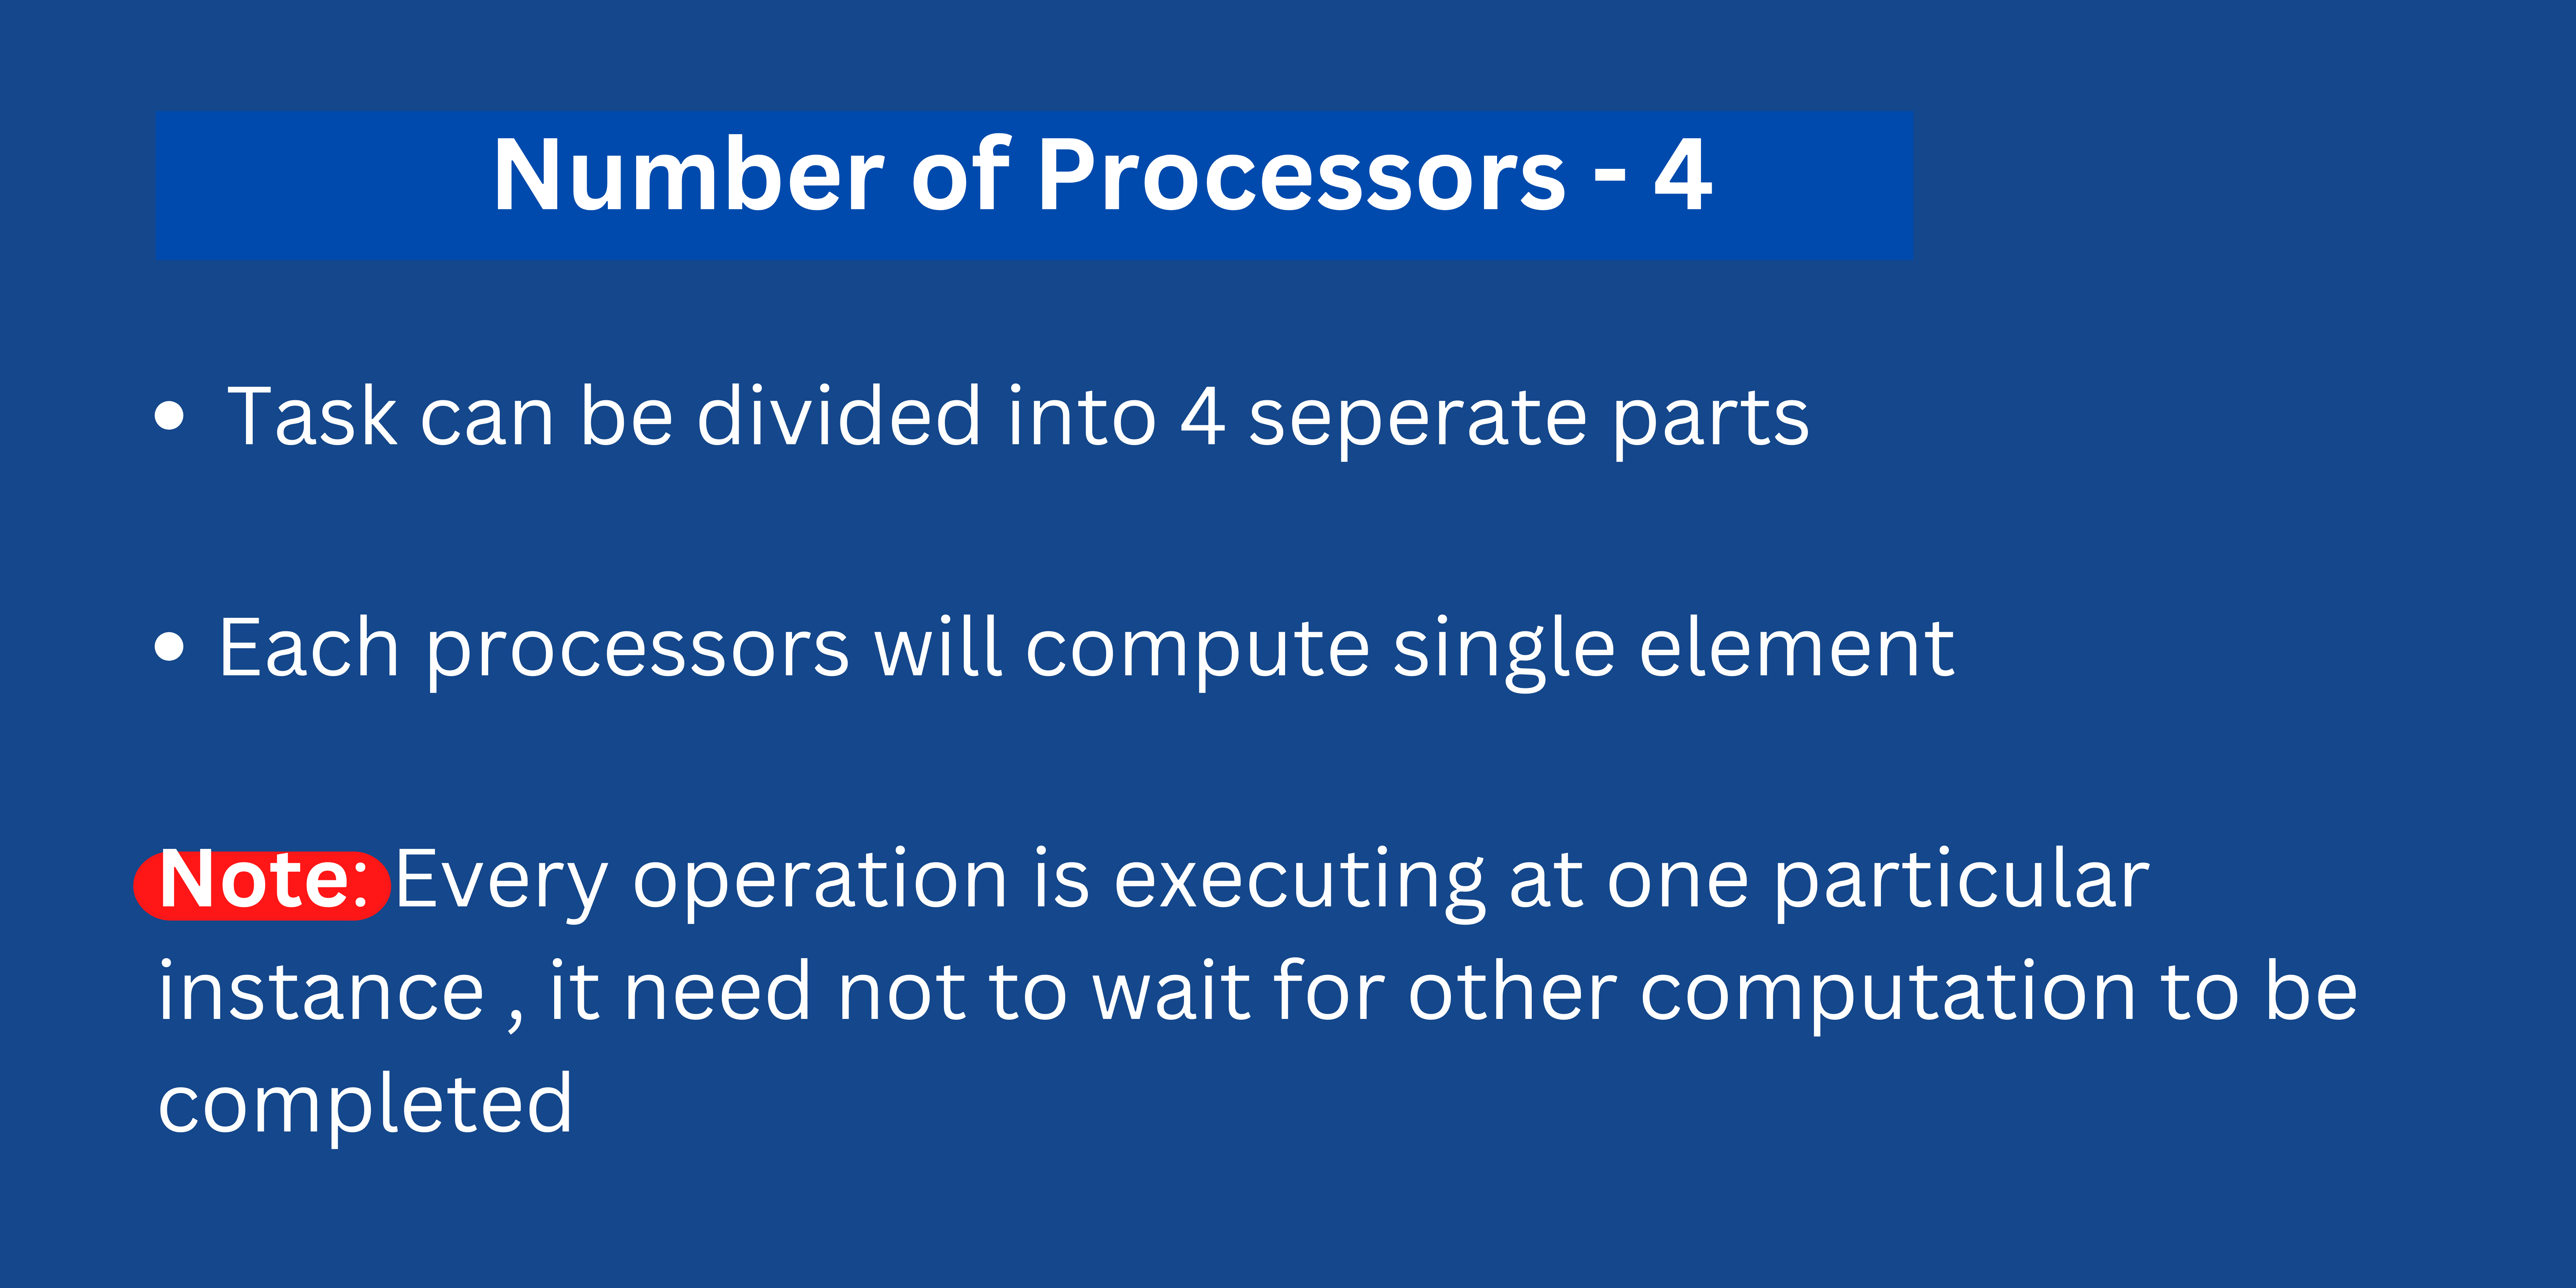 Number of Processors - 4
• Task can be divided into 4 seperate parts
• Each processors will compute single element
Note: Every operation is executing at one particular
instance , it need not to wait for other computation to be
completed